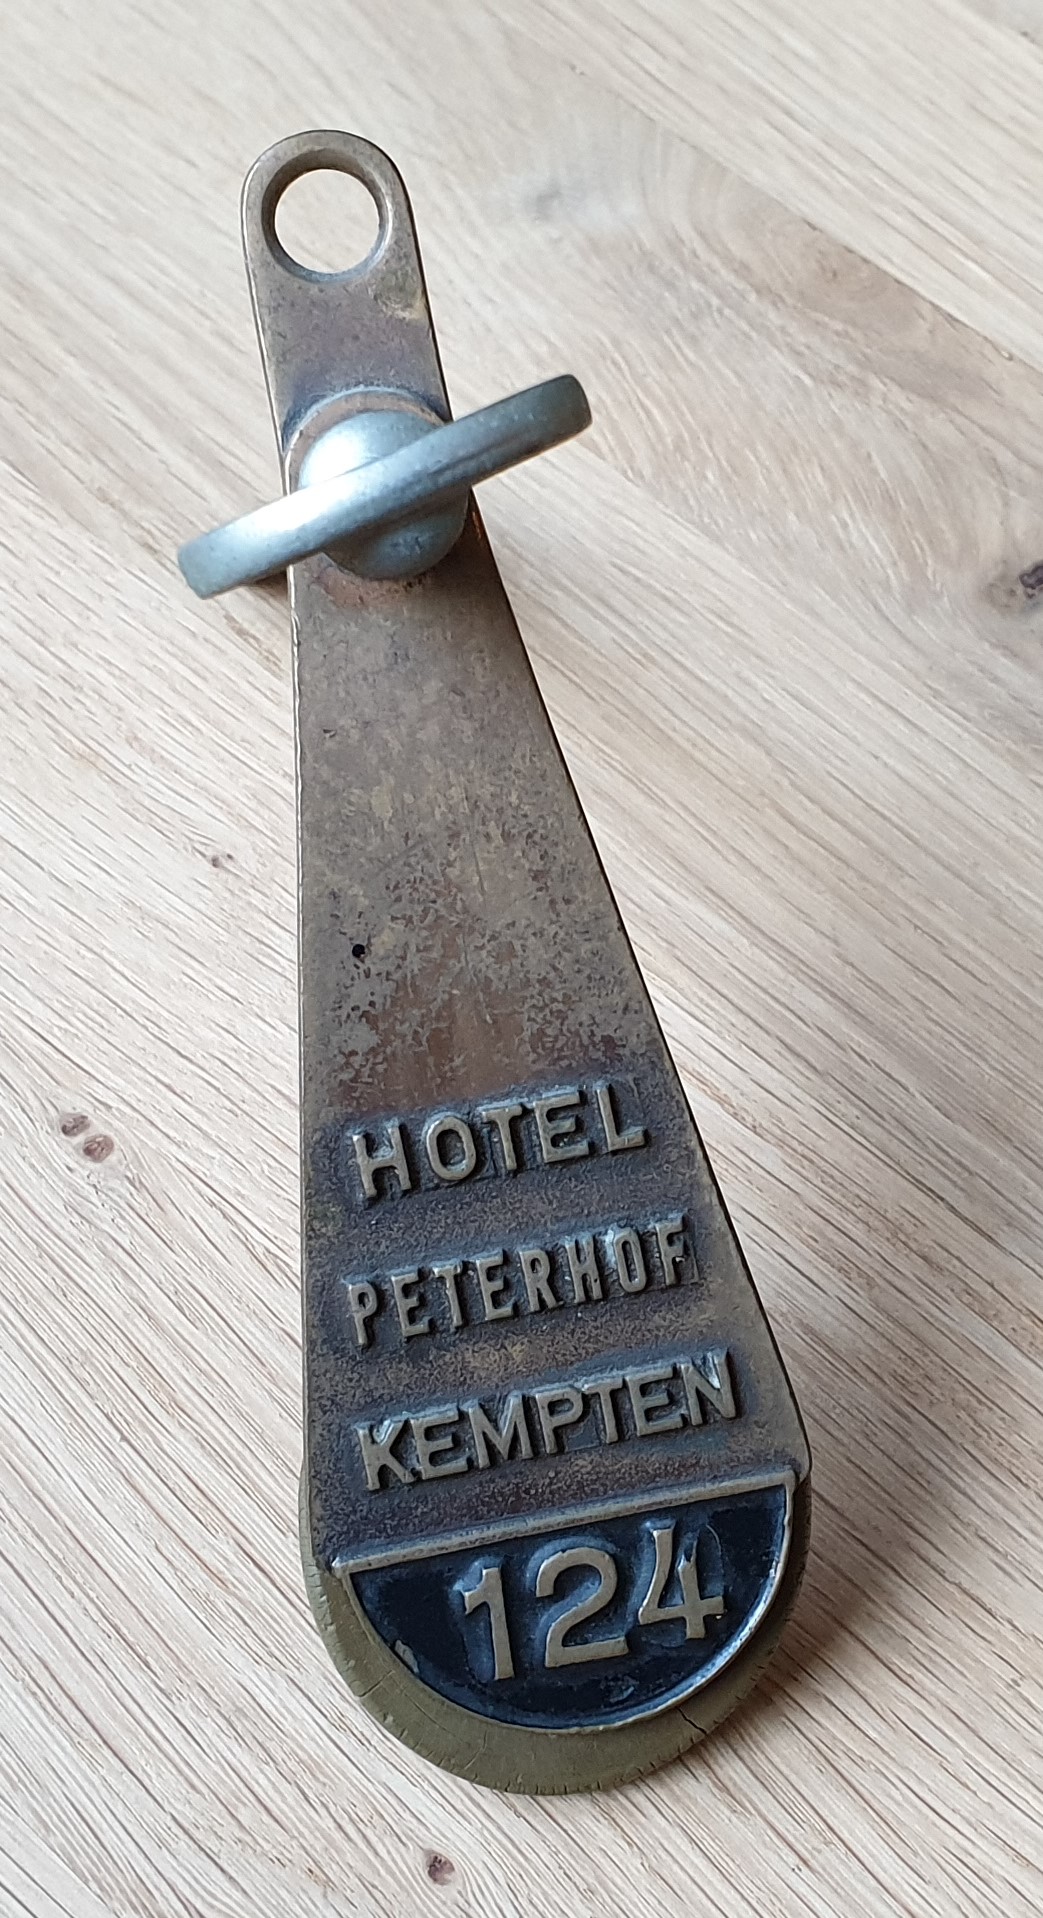 HOTEL
PETERHOF
KEMPTEN
124